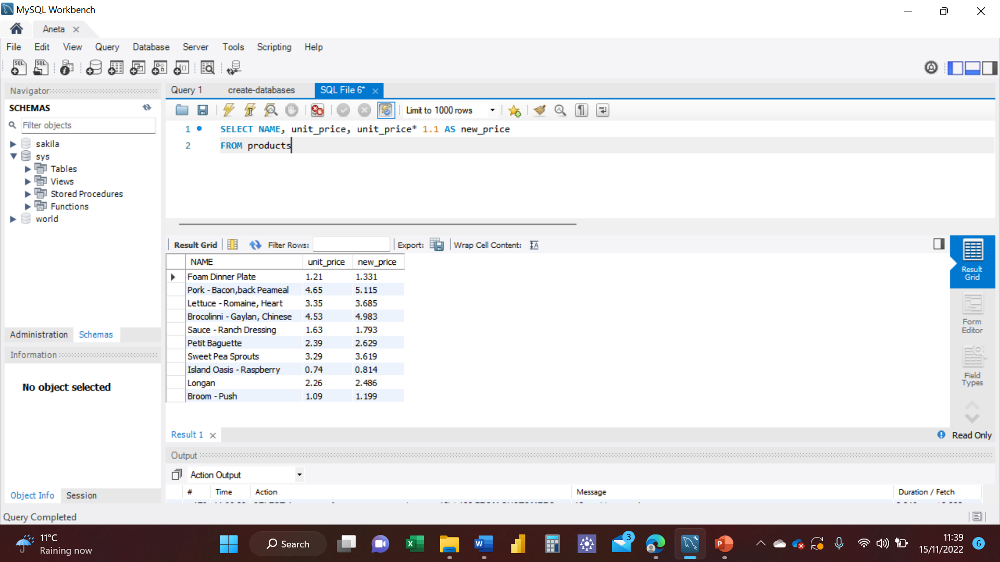 MySQL Workbench
Aneta
File Edit View Query Database Server Tools Scripting Help
Navigator
SCHEMAS
Filter objects
sakila
sys
Tables
Views
Stored Procedures
Functions
world
Administration Schemas
Information
No object selected
Object Info Session
Query Completed
Query 1 create-databases SQL File 6*
Limit to 1000 rows
1 SELECT NAME, unit_price, unit_price* 1.1 AS new_price
2 FROM products
Result Grid Filter Rows: Export: Wrap Cell Content:
NAME unit_price new_price
Foam Dinner Plate 1.21 1.331
Pork - Bacon,back Peameal 4.65 5.115
Lettuce - Romaine, Heart 3.35 3.685
Brocolinni - Gaylan, Chinese 4.53 4.983
Sauce - Ranch Dressing 1.63 1.793
Petit Baguette 2.39 2.629
Sweet Pea Sprouts 3.29 3.619
Island Oasis - Raspberry 0.74 0.814
Longan 2.26 2.486
Broom - Push 1.09 1.199
Result
Grid
Form
Editor
Field
Types
Result 1
Read Only
Output
Action Output
# Time Action Message Duration / Fetch
11°C
Raining now
Search
3
11:39
15/11/2022
6